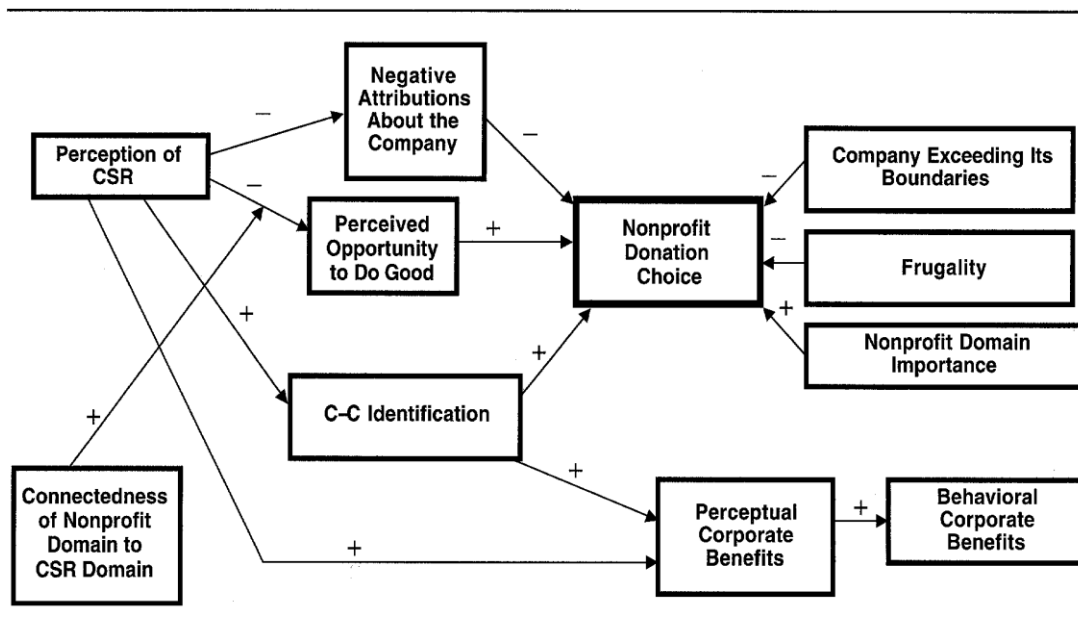 Negative
Attributions
About the
Company
Perception of
CSR
Company Exceeding Its
Boundaries
Perceived
Opportunity
to Do Good
Nonprofit
Donation
Choice
Frugality
Nonprofit Domain
Importance
C–C Identification
Connectedness
of Nonprofit
Domain to
CSR Domain
Perceptual
Corporate
Benefits
Behavioral
Corporate
Benefits
–
–
–
+
–
–
+
+
+
+
+
+
+